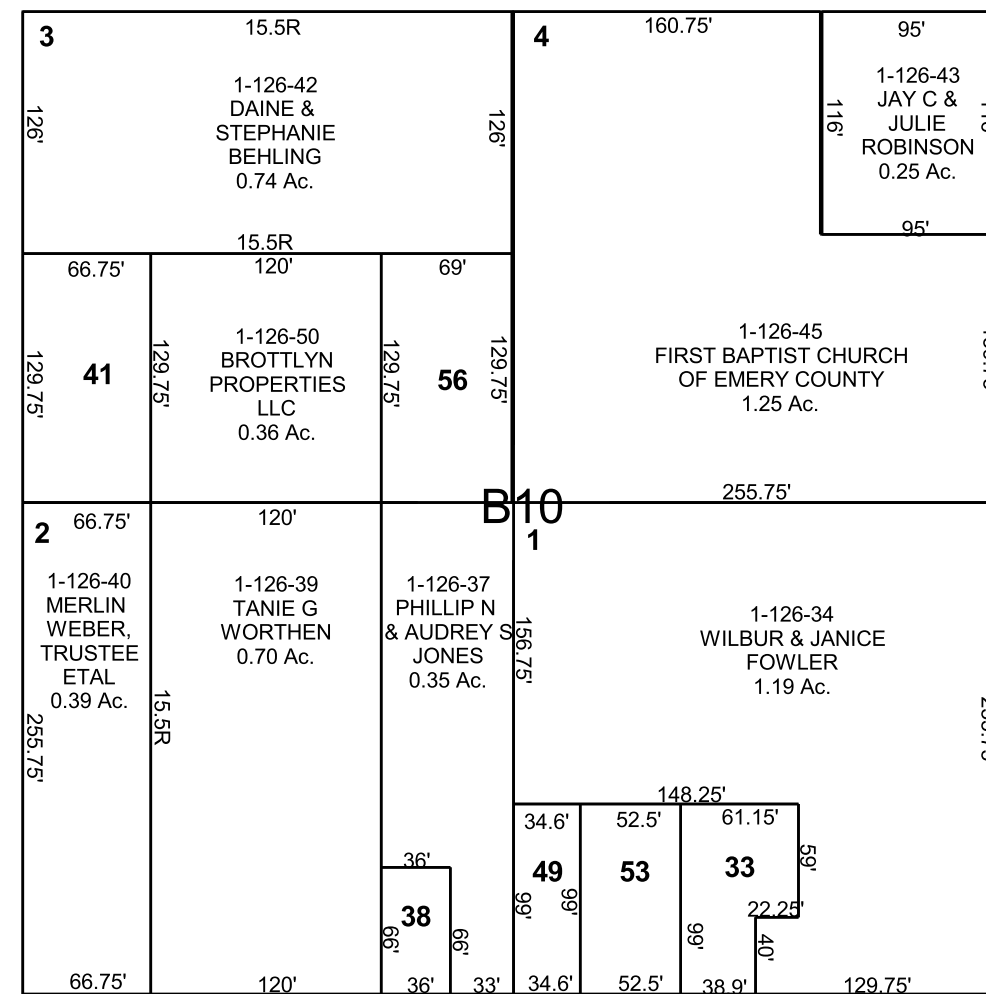 3
15.5R
4
160.75'
95'
1-126-42
DAINE &
STEPHANIE
BEHLING
0.74 Ac.
126'
126'
116'
1-126-43
JAY C &
JULIE
ROBINSON
0.25 Ac.
95'
15.5R
66.75'
120'
69'
129.75'
41
129.75'
1-126-50
BROTTLYN
PROPERTIES
LLC
0.36 Ac.
129.75'
56
129.75'
1-126-45
FIRST BAPTIST CHURCH
OF EMERY COUNTY
1.25 Ac.
255.75'
B10
2
66.75'
120'
1
1-126-40
MERLIN
WEBER,
TRUSTEE
ETAL
0.39 Ac.
255.75'
15.5R
1-126-39
TANIE G
WORTHEN
0.70 Ac.
1-126-37
PHILLIP N
& AUDREY S
JONES
0.35 Ac.
156.75'
1-126-34
WILBUR & JANICE
FOWLER
1.19 Ac.
148.25'
34.6'
52.5'
61.15'
36'
49
53
33
59'
38
99'
99'
22.25'
66'
66'
99'
40'
66.75'
120'
36'
33'
34.6'
52.5'
38.9'
129.75'